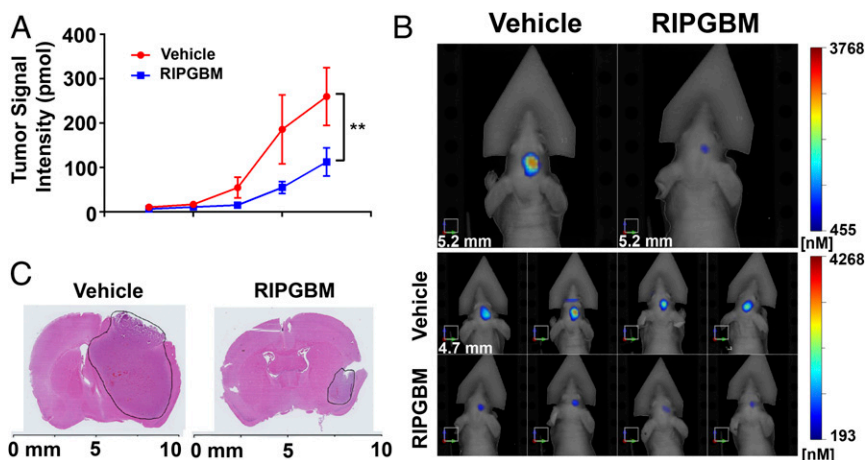 A
Vehicle
RIPGBM
Tumor Signal
Intensity (pmol)
400
300
200
100
0
**
B
Vehicle
RIPGBM
5.2 mm
5.2 mm
3768
455
[nM]
Vehicle
4.7 mm
RIPGBM
4268
193
[nM]
C
Vehicle
RIPGBM
0 mm 5 10
0 mm 5 10